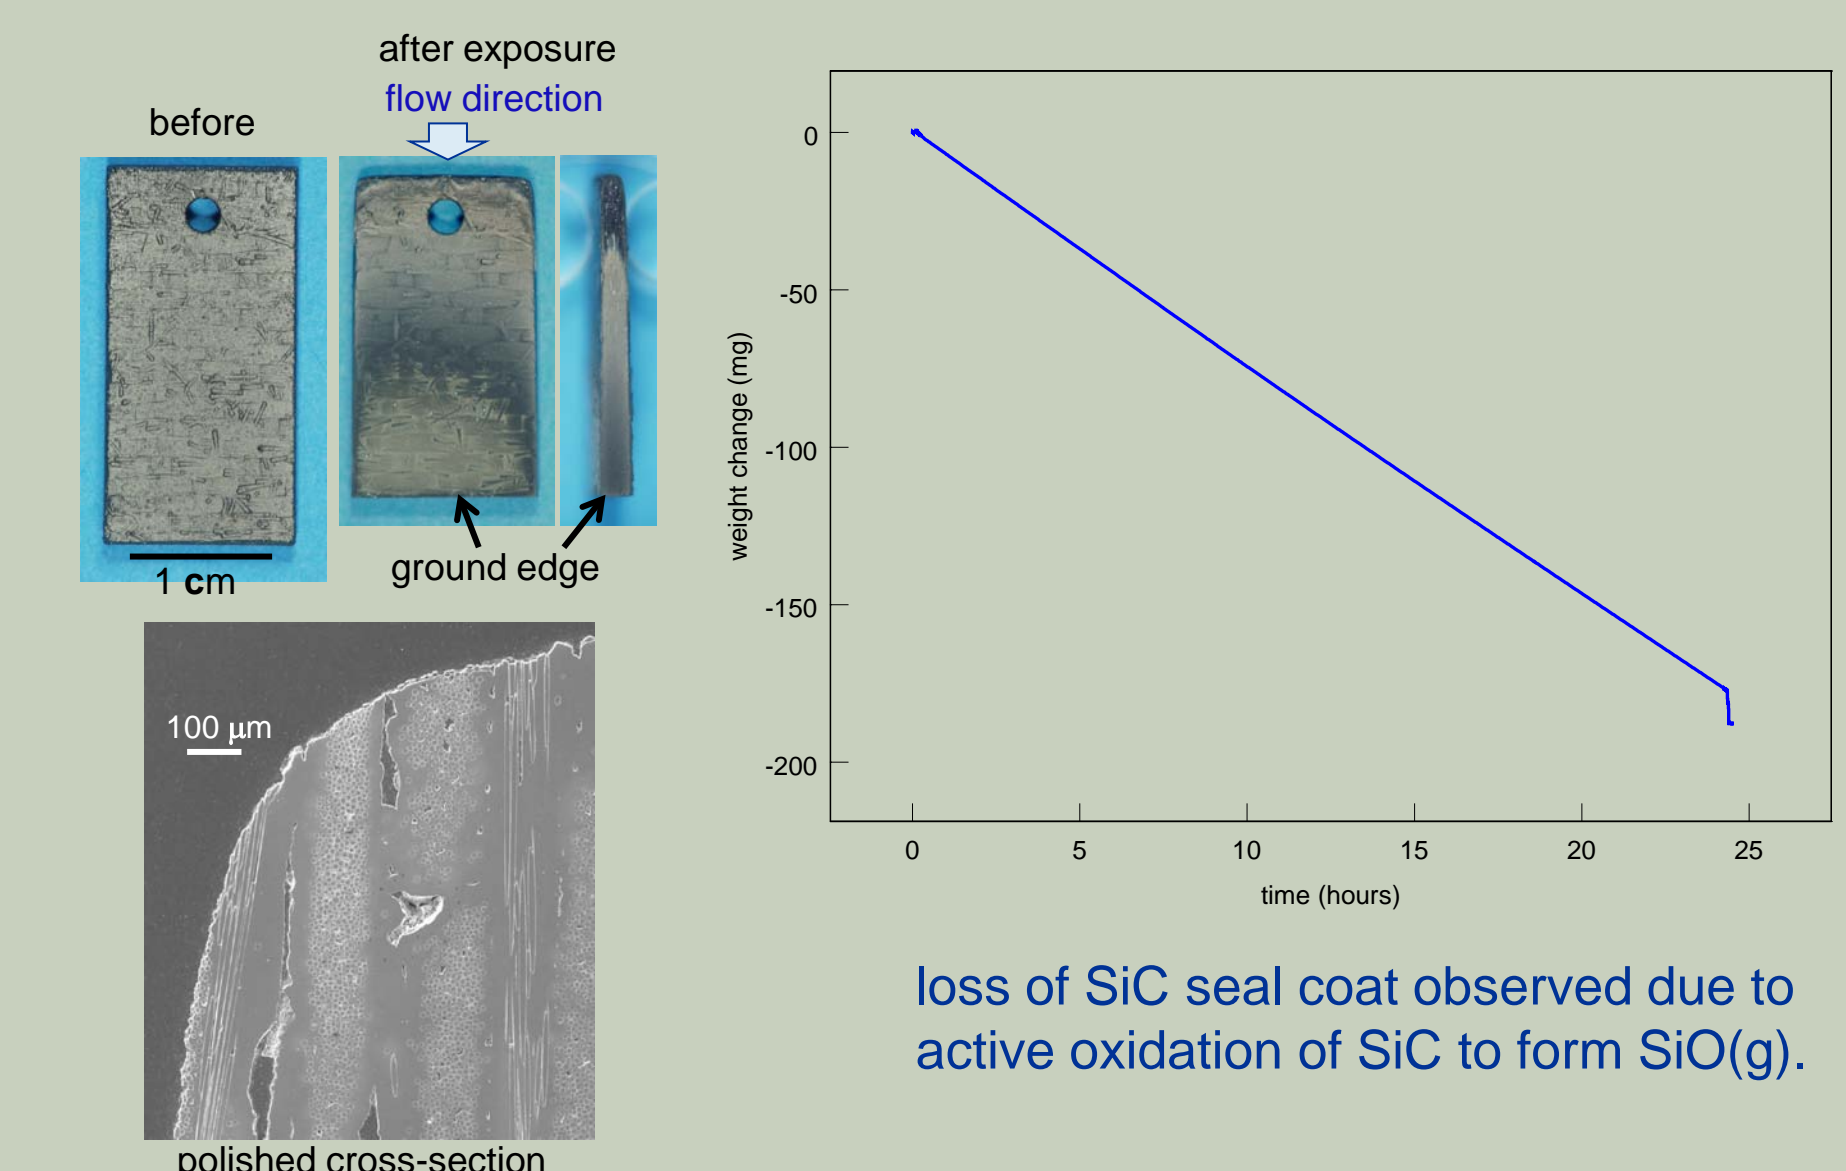 after exposure
flow direction
before
1 cm
ground edge
100 μm
polished cross-section
weight change (mg)
0
-50
-100
-150
-200
0 5 10 15 20 25
time (hours)
loss of SiC seal coat observed due to
active oxidation of SiC to form SiO(g).